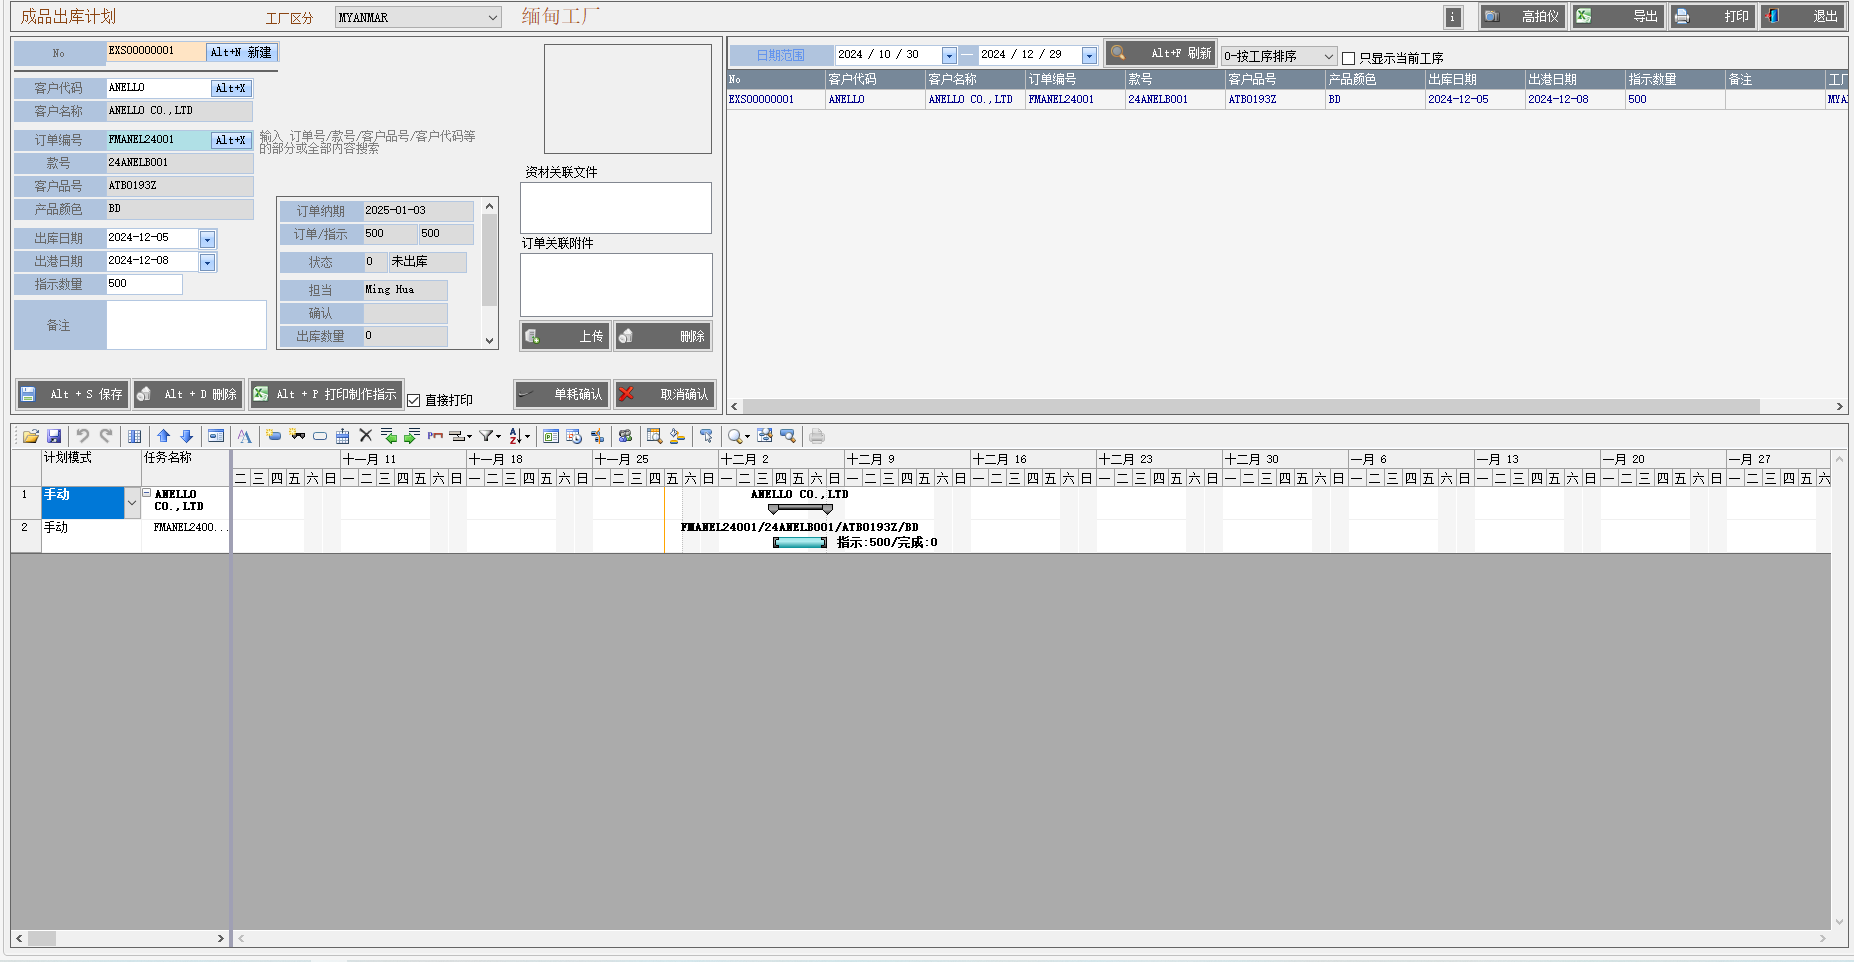 成品出库计划 工厂区分 MYANMAR 缅甸工厂 i 高拍仪 导出 打印 退出
No EXS00000001 Alt+N 新建
客户代码 ANELLO Alt+X
客户名称 ANELLO CO.,LTD
订单编号 FMANEL24001 Alt+X
输入 订单号/款号/客户品号/客户代码等
的部分或全部内容搜索
款号 24ANELB001
客户品号 ATB0193Z
产品颜色 BD
出库日期 2024-12-05
出港日期 2024-12-08
指示数量 500
备注
订单纳期 2025-01-03
订单/指示 500 500
状态 0 未出库
担当 Ming Hua
确认
出库数量 0
资材关联文件
订单关联附件
上传 删除
Alt + S 保存 Alt + D 删除 Alt + P 打印制作指示 直接打印 单耗确认 取消确认
日期范围 2024 / 10 / 30 — 2024 / 12 / 29 Alt+F 刷新 0-按工序排序 只显示当前工序
No 客户代码 客户名称 订单编号 款号 客户品号 产品颜色 出库日期 出港日期 指示数量 备注 工厂
EXS00000001 ANELLO ANELLO CO.,LTD FMANEL24001 24ANELB001 ATB0193Z BD 2024-12-05 2024-12-08 500 MYA
计划模式 任务名称 十一月 11 十一月 18 十一月 25 十二月 2 十二月 9 十二月 16 十二月 23 十二月 30 一月 6 一月 13 一月 20 一月 27
二 三 四 五 六 日 一 二 三 四 五 六 日 一 二 三 四 五 六 日 一 二 三 四 五 六 日 一 二 三 四 五 六 日 一 二 三 四 五 六 日 一 二 三 四 五 六 日 一 二 三 四 五 六 日 一 二 三 四 五 六 日 一 二 三 四 五 六 日 一 二 三 四 五 六 日 一 二 三 四 五 六 日 一 二 三 四 五 六
1 手动 ANELLO
CO.,LTD
ANELLO CO.,LTD
2 手动 FMANEL2400...
FMANEL24001/24ANELB001/ATB0193Z/BD
指示:500/完成:0